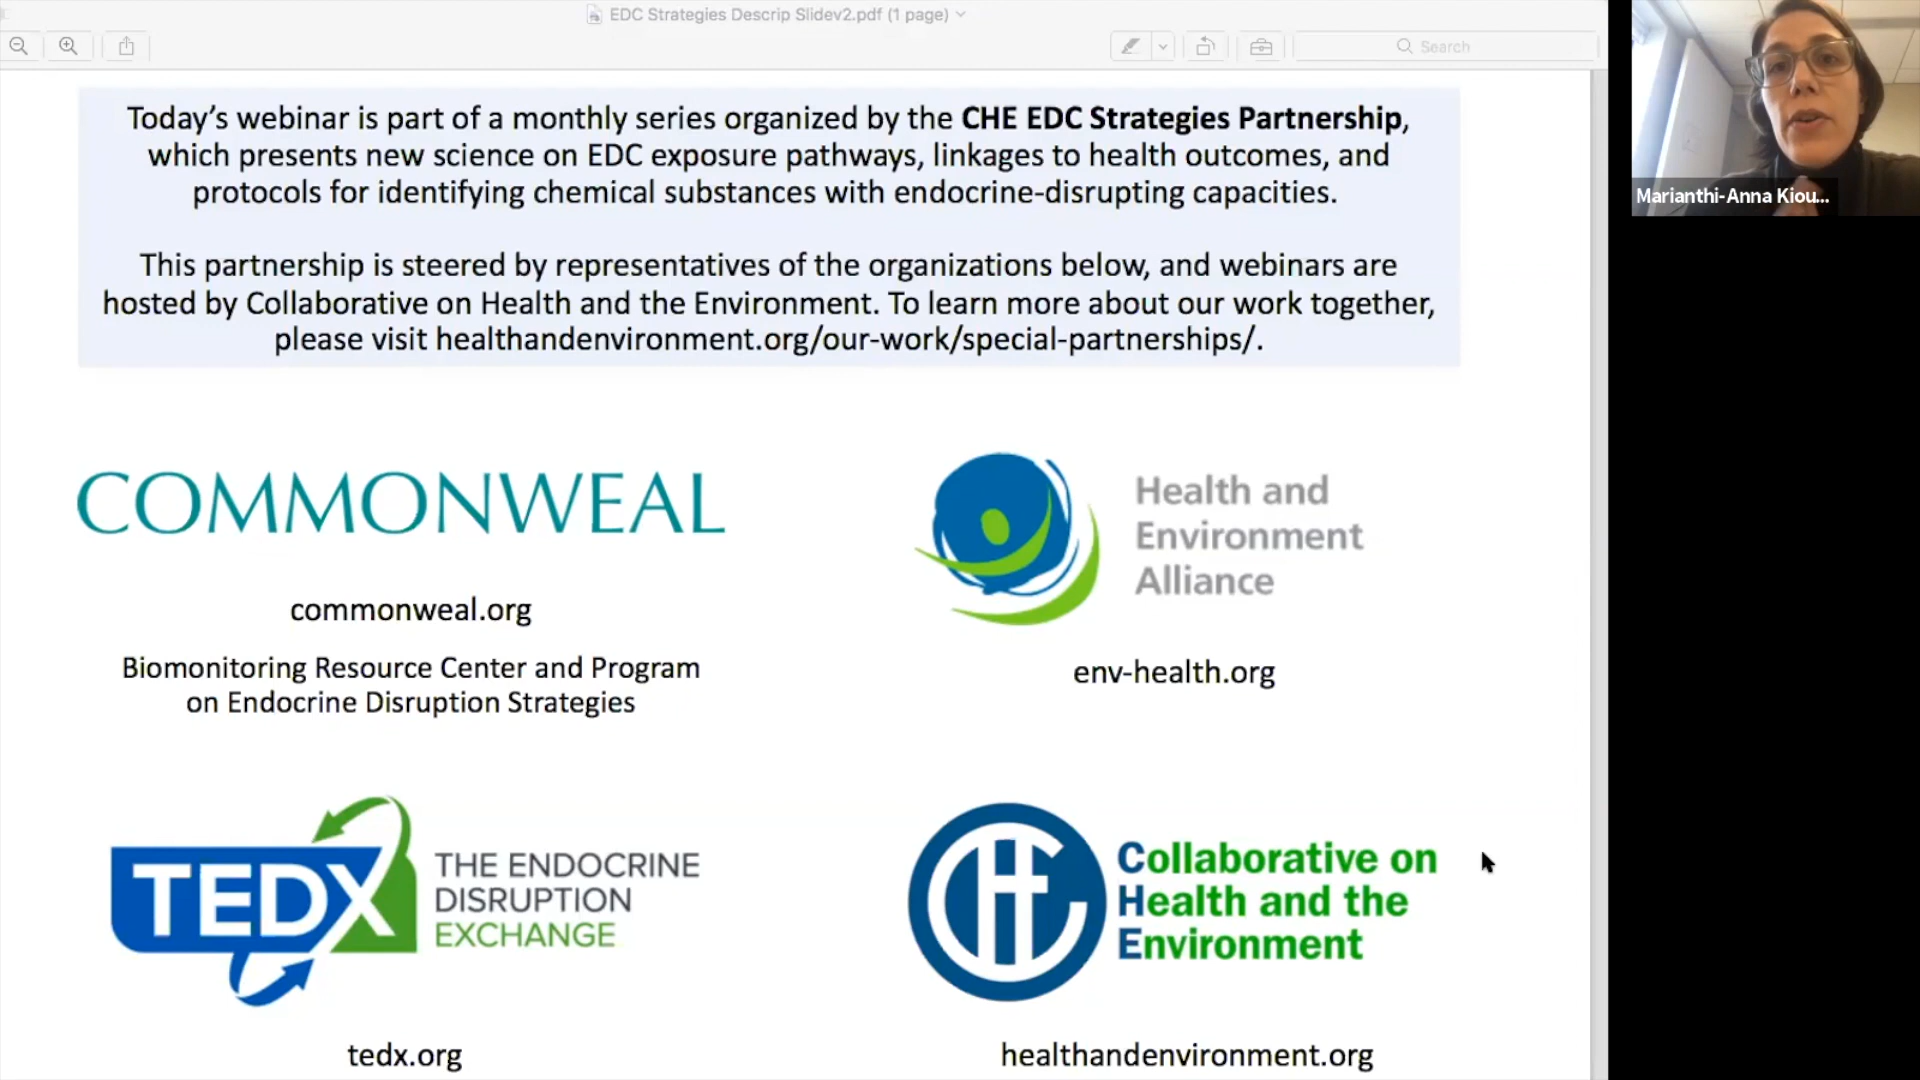 EDC Strategies Descrip Slidev2.pdf (1 page)
Search
Today's webinar is part of a monthly series organized by the CHE EDC Strategies Partnership,
which presents new science on EDC exposure pathways, linkages to health outcomes, and
protocols for identifying chemical substances with endocrine-disrupting capacities.
This partnership is steered by representatives of the organizations below, and webinars are
hosted by Collaborative on Health and the Environment. To learn more about our work together,
please visit healthandenvironment.org/our-work/special-partnerships/.
COMMONWEAL
commonweal.org
Biomonitoring Resource Center and Program
on Endocrine Disruption Strategies
Health and
Environment
Alliance
env-health.org
TEDX
THE ENDOCRINE
DISRUPTION
EXCHANGE
tedx.org
CHE
Collaborative on
Health and the
Environment
healthandenvironment.org
Marianthi-Anna Kiou...